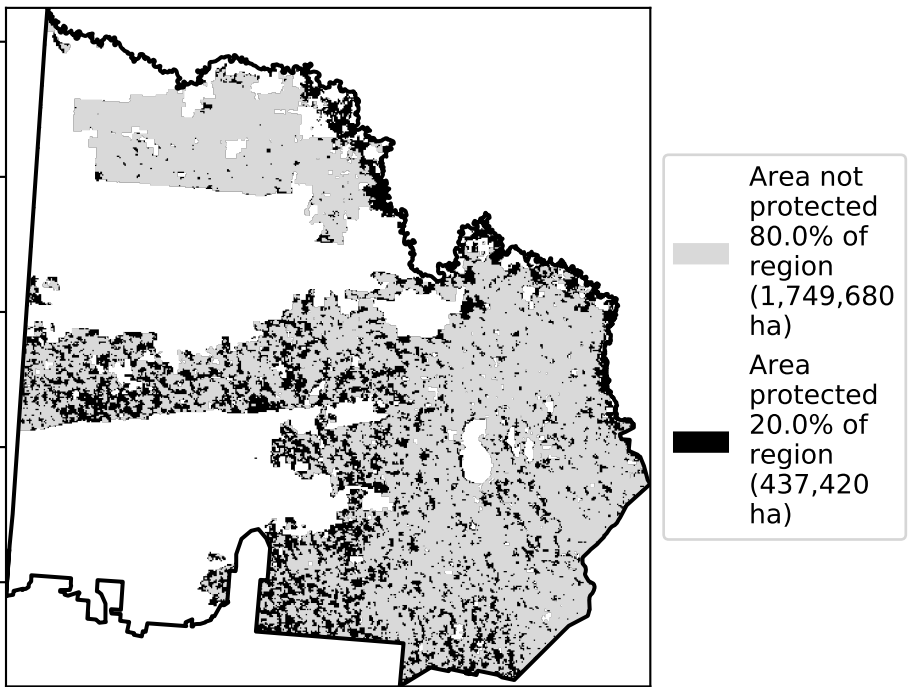 Area not
protected
80.0% of
region
(1,749,680
ha)
Area
protected
20.0% of
region
(437,420
ha)